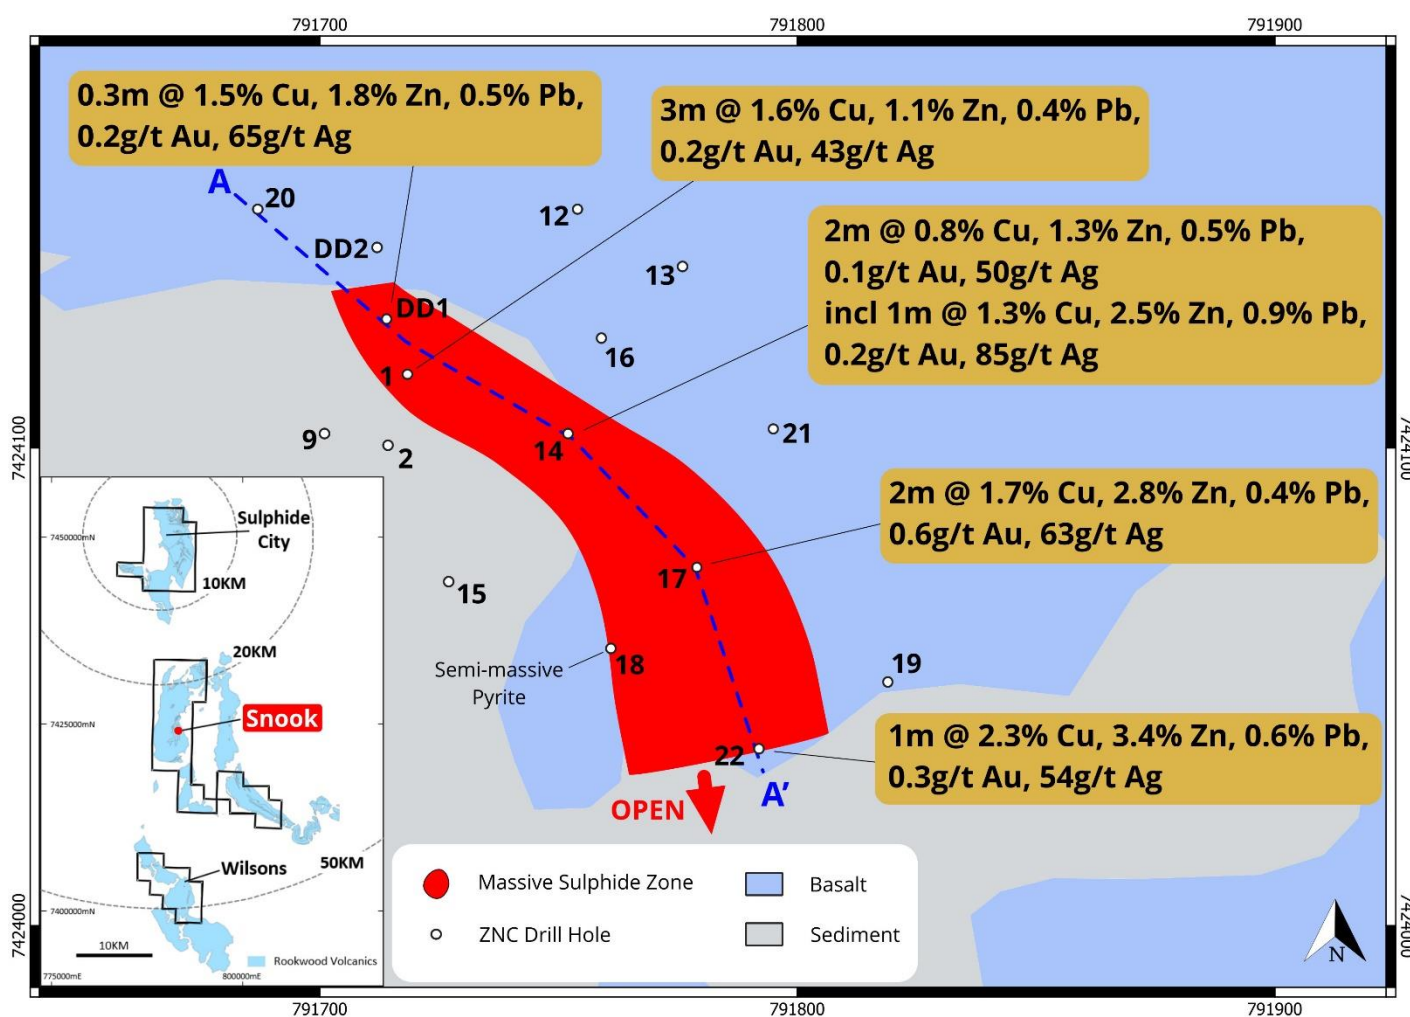 791700
791800
791900
0.3m @ 1.5% Cu, 1.8% Zn, 0.5% Pb,
0.2g/t Au, 65g/t Ag
3m @ 1.6% Cu, 1.1% Zn, 0.4% Pb,
0.2g/t Au, 43g/t Ag
A
20
12
DD2
13
2m @ 0.8% Cu, 1.3% Zn, 0.5% Pb,
0.1g/t Au, 50g/t Ag
incl 1m @ 1.3% Cu, 2.5% Zn, 0.9% Pb,
0.2g/t Au, 85g/t Ag
DD1
16
1
7424100
9
2
14
21
7424100
2m @ 1.7% Cu, 2.8% Zn, 0.4% Pb,
0.6g/t Au, 63g/t Ag
17
15
Semi-massive
Pyrite
18
19
1m @ 2.3% Cu, 3.4% Zn, 0.6% Pb,
0.3g/t Au, 54g/t Ag
22
A'
OPEN
Sulphide
City
7450000mN
10KM
20KM
Snook
7425000mN
Wilsons
50KM
7400000mN
10KM
Rookwood Volcanics
775000mE
800000mE
Massive Sulphide Zone
Basalt
ZNC Drill Hole
Sediment
7424000
7424000
N
791700
791800
791900